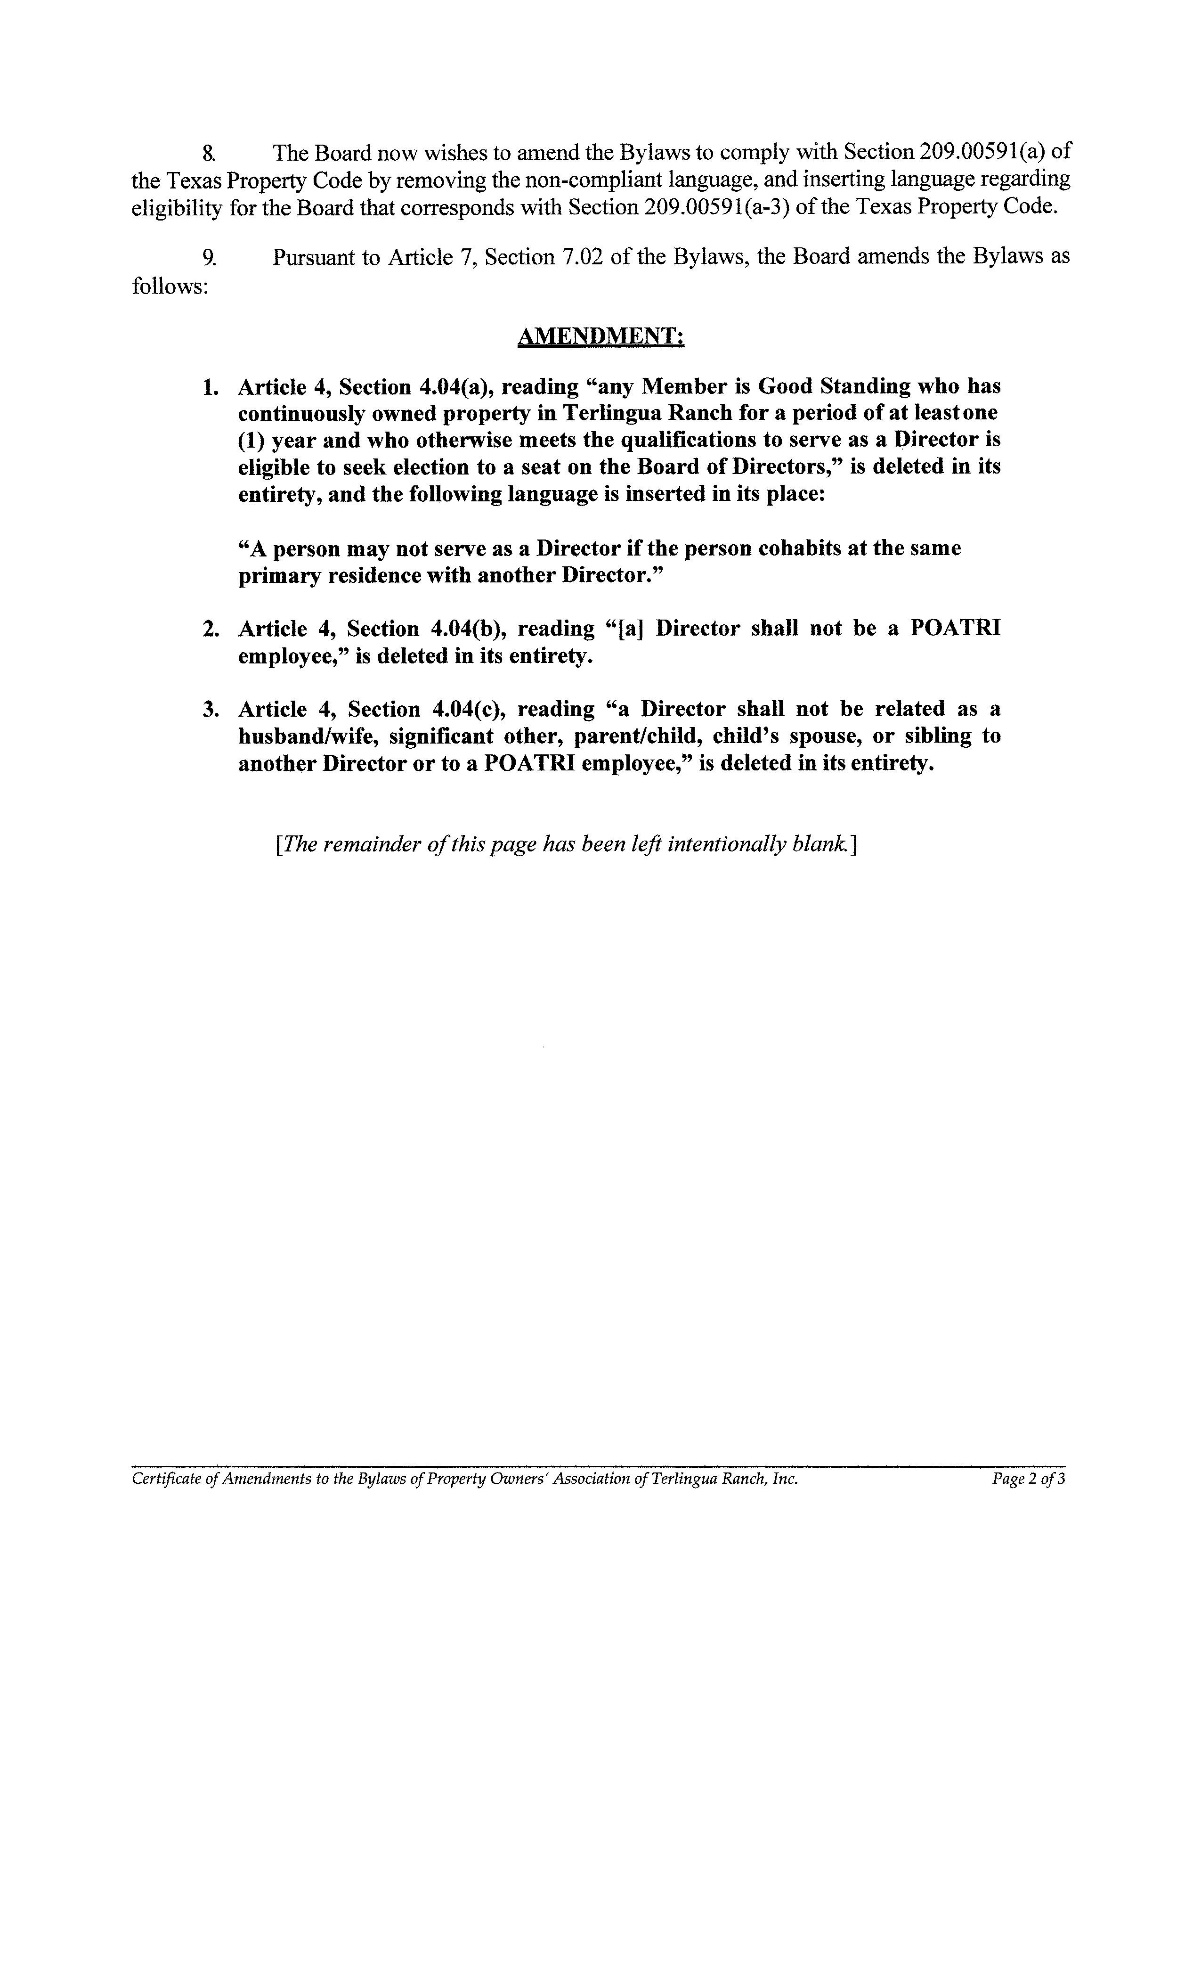 8. The Board now wishes to amend the Bylaws to comply with Section 209.00591(a) of
the Texas Property Code by removing the non-compliant language, and inserting language regarding
eligibility for the Board that corresponds with Section 209.00591(a-3) of the Texas Property Code.
9. Pursuant to Article 7, Section 7.02 of the Bylaws, the Board amends the Bylaws as
follows:
AMENDMENT:
1. Article 4, Section 4.04(a), reading “any Member is Good Standing who has
continuously owned property in Terlingua Ranch for a period of at least one
(1) year and who otherwise meets the qualifications to serve as a Director is
eligible to seek election to a seat on the Board of Directors,” is deleted in its
entirety, and the following language is inserted in its place:
“A person may not serve as a Director if the person cohabits at the same
primary residence with another Director.”
2. Article 4, Section 4.04(b), reading “[a] Director shall not be a POATRI
employee,” is deleted in its entirety.
3. Article 4, Section 4.04(c), reading “a Director shall not be related as a
husband/wife, significant other, parent/child, child’s spouse, or sibling to
another Director or to a POATRI employee,” is deleted in its entirety.
[The remainder of this page has been left intentionally blank.]
Certificate of Amendments to the Bylaws of Property Owners’ Association of Terlingua Ranch, Inc. Page 2 of 3